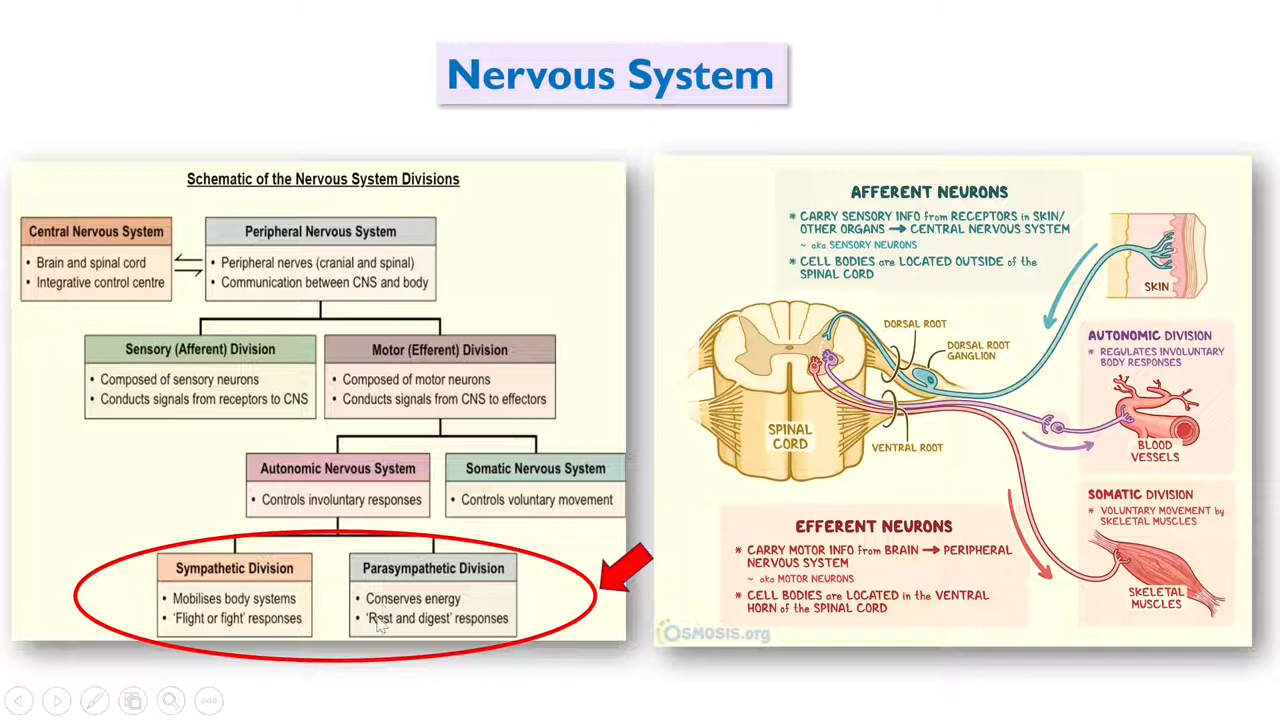 Nervous System
Schematic of the Nervous System Divisions
Central Nervous System
• Brain and spinal cord
• Integrative control centre
Peripheral Nervous System
• Peripheral nerves (cranial and spinal)
• Communication between CNS and body
Sensory (Afferent) Division
• Composed of sensory neurons
• Conducts signals from receptors to CNS
Motor (Efferent) Division
• Composed of motor neurons
• Conducts signals from CNS to effectors
Autonomic Nervous System
• Controls involuntary responses
Somatic Nervous System
• Controls voluntary movement
Sympathetic Division
• Mobilises body systems
• 'Flight or fight' responses
Parasympathetic Division
• Conserves energy
• 'Rest and digest' responses
AFFERENT NEURONS
* CARRY SENSORY INFO from RECEPTORS in SKIN/
OTHER ORGANS → CENTRAL NERVOUS SYSTEM
~ aka SENSORY NEURONS
* CELL BODIES are LOCATED OUTSIDE of the
SPINAL CORD
SKIN
DORSAL ROOT
DORSAL ROOT
GANGLION
AUTONOMIC DIVISION
* REGULATES INVOLUNTARY
BODY RESPONSES
SPINAL
CORD
VENTRAL ROOT
BLOOD
VESSELS
SOMATIC DIVISION
* VOLUNTARY MOVEMENT by
SKELETAL MUSCLES
EFFERENT NEURONS
* CARRY MOTOR INFO from BRAIN → PERIPHERAL
NERVOUS SYSTEM
~ aka MOTOR NEURONS
* CELL BODIES are LOCATED in the VENTRAL
HORN of the SPINAL CORD
SKELETAL
MUSCLES
OSMOSIS.org